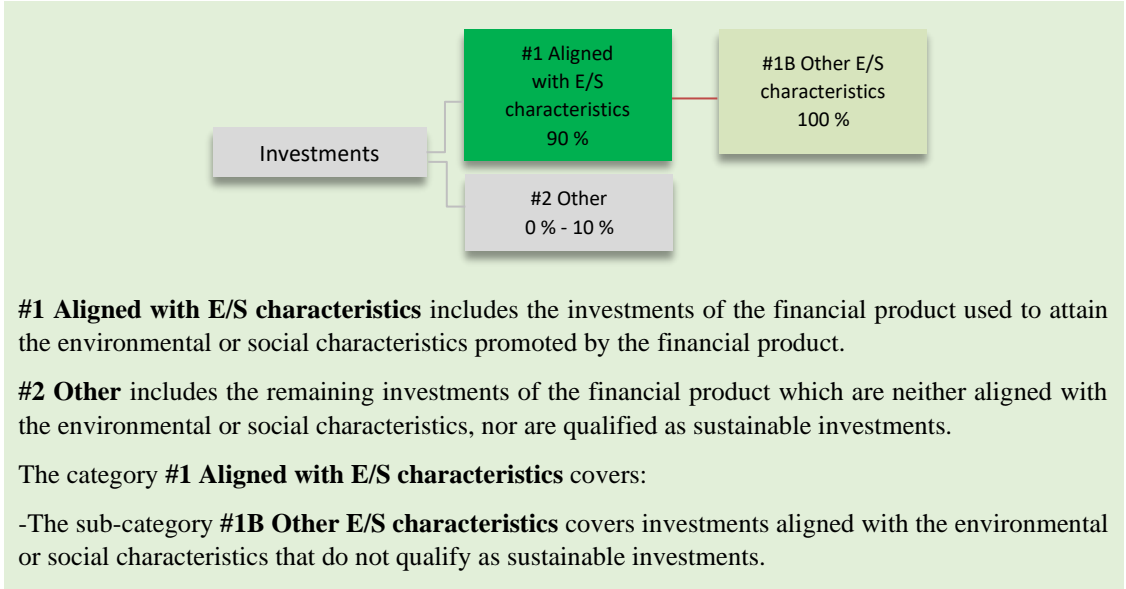 #1 Aligned
with E/S
characteristics
90 %
#1B Other E/S
characteristics
100 %
Investments
#2 Other
0 % - 10 %
#1 Aligned with E/S characteristics includes the investments of the financial product used to attain
the environmental or social characteristics promoted by the financial product.
#2 Other includes the remaining investments of the financial product which are neither aligned with
the environmental or social characteristics, nor are qualified as sustainable investments.
The category #1 Aligned with E/S characteristics covers:
-The sub-category #1B Other E/S characteristics covers investments aligned with the environmental
or social characteristics that do not qualify as sustainable investments.